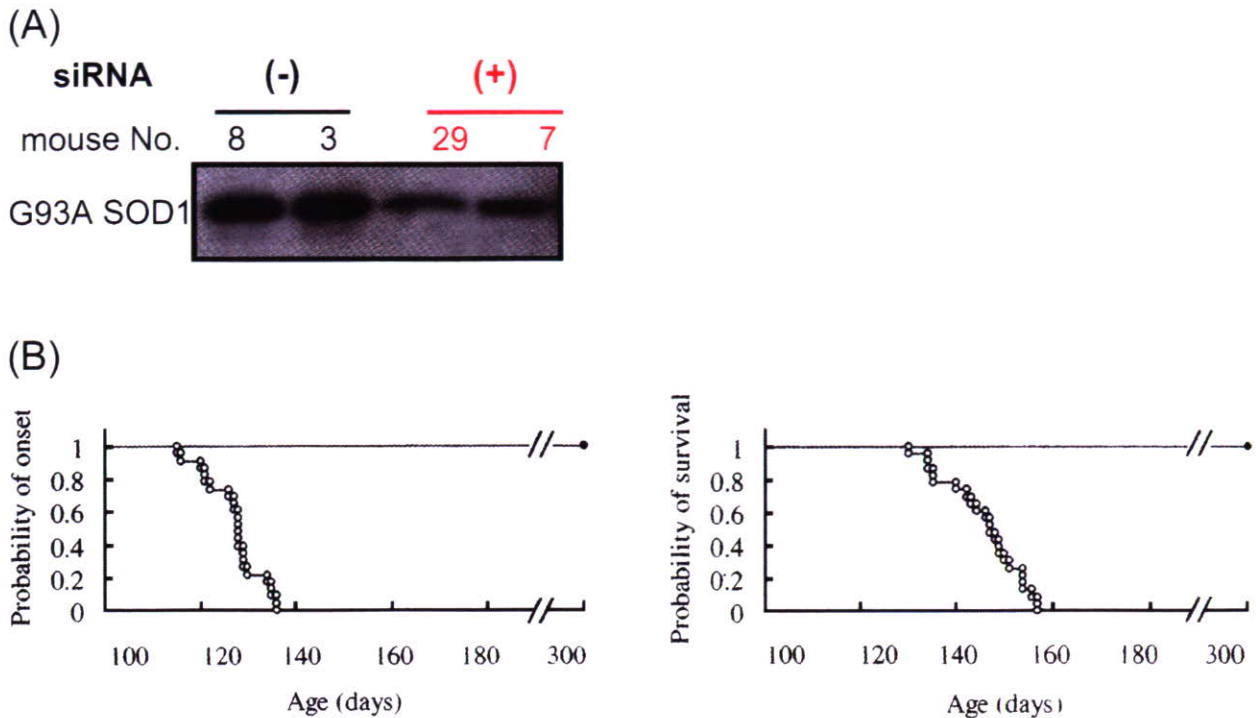 (A)
siRNA (-) (+)
mouse No. 8 3 29 7
G93A SOD1
(B)
Probability of onset
1
0.8
0.6
0.4
0.2
0
100 120 140 160 180 300
Age (days)
Probability of survival
1
0.8
0.6
0.4
0.2
0
100 120 140 160 180 300
Age (days)